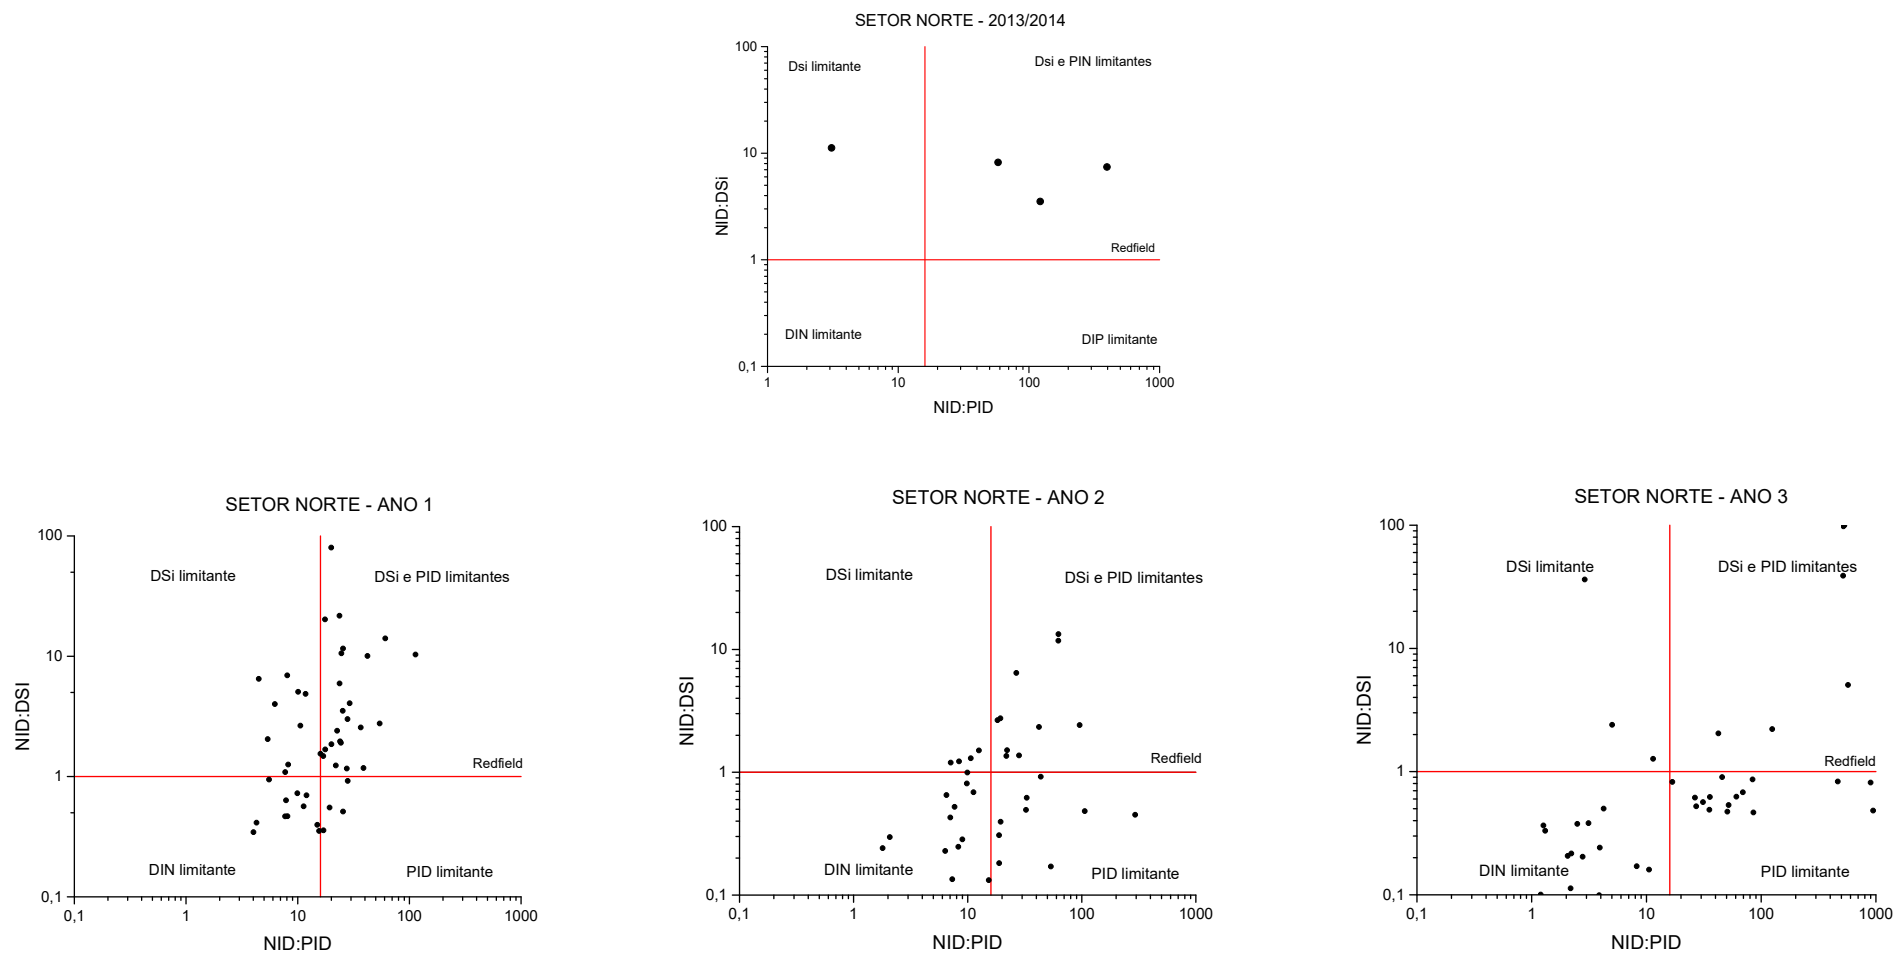 SETOR NORTE - 2013/2014
100
Dsi limitante
Dsi e PIN limitantes
10
NID:DSi
Redfield
1
DIN limitante
DIP limitante
0,1
1
10
100
1000
NID:PID
SETOR NORTE - ANO 1
100
DSi limitante
DSi e PID limitantes
10
NID:DSI
Redfield
1
DIN limitante
PID limitante
0,1
0,1
1
10
100
1000
NID:PID
SETOR NORTE - ANO 2
100
DSi limitante
DSi e PID limitantes
10
NID:DSI
Redfield
1
DIN limitante
PID limitante
0,1
0,1
1
10
100
1000
NID:PID
SETOR NORTE - ANO 3
100
DSi limitante
DSi e PID limitantes
10
NID:DSI
Redfield
1
DIN limitante
PID limitante
0,1
0,1
1
10
100
1000
NID:PID